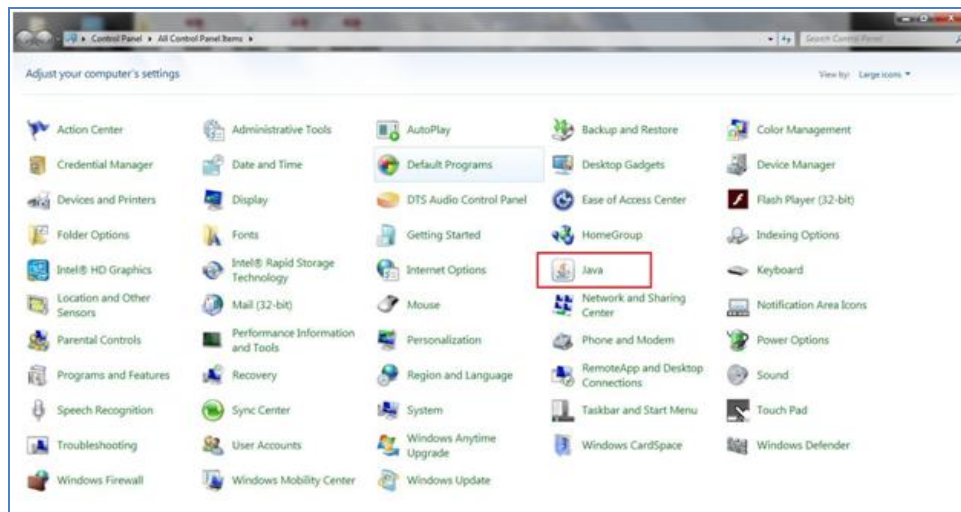 Control Panel ▸ All Control Panel Items ▸
Search Control Panel
Adjust your computer's settings
View by: Large icons
Action Center
Administrative Tools
AutoPlay
Backup and Restore
Color Management
Credential Manager
Date and Time
Default Programs
Desktop Gadgets
Device Manager
Devices and Printers
Display
DTS Audio Control Panel
Ease of Access Center
Flash Player (32-bit)
Folder Options
Fonts
Getting Started
HomeGroup
Indexing Options
Intel® HD Graphics
Intel® Rapid Storage
Technology
Internet Options
Java
Keyboard
Location and Other
Sensors
Mail (32-bit)
Mouse
Network and Sharing
Center
Notification Area Icons
Parental Controls
Performance Information
and Tools
Personalization
Phone and Modem
Power Options
Programs and Features
Recovery
Region and Language
RemoteApp and Desktop
Connections
Sound
Speech Recognition
Sync Center
System
Taskbar and Start Menu
Touch Pad
Troubleshooting
User Accounts
Windows Anytime
Upgrade
Windows CardSpace
Windows Defender
Windows Firewall
Windows Mobility Center
Windows Update